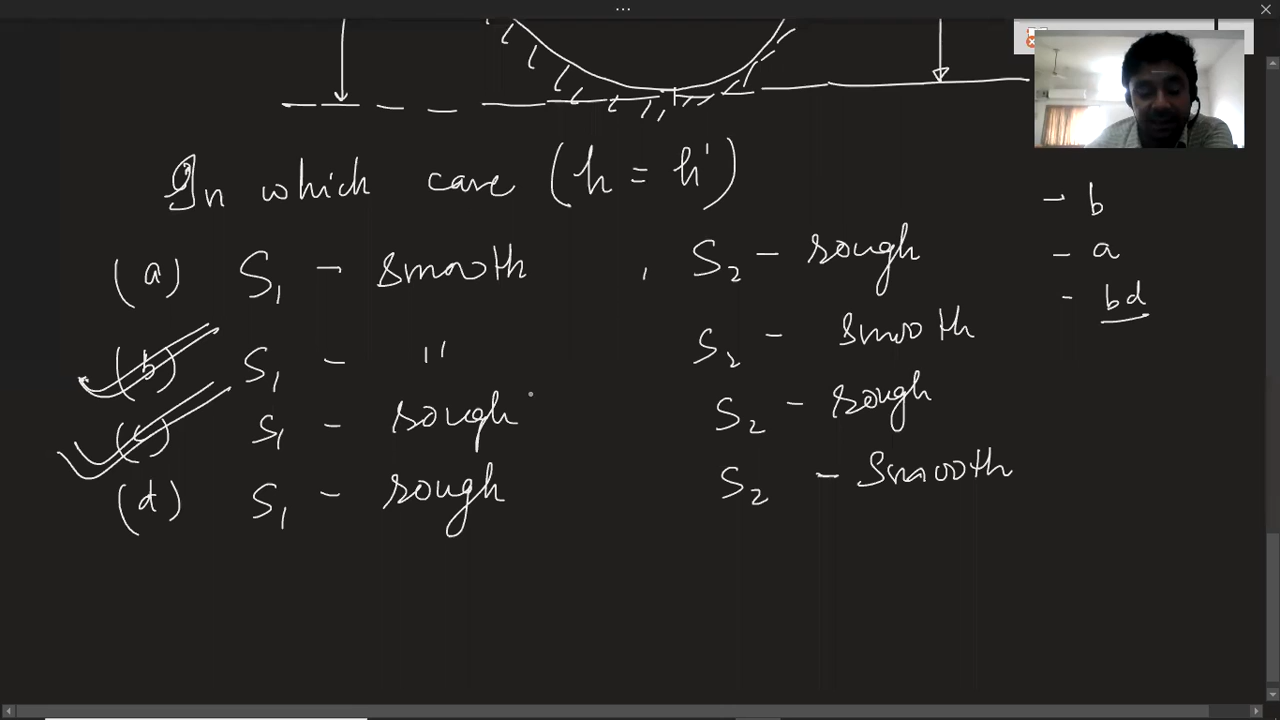 In which case (h = h')
(a) S₁ - smooth , S₂ - rough
(b) S₁ - " S₂ - smooth
(c) S₁ - rough S₂ - rough
(d) S₁ - rough S₂ - smooth
- b
- a
- bd